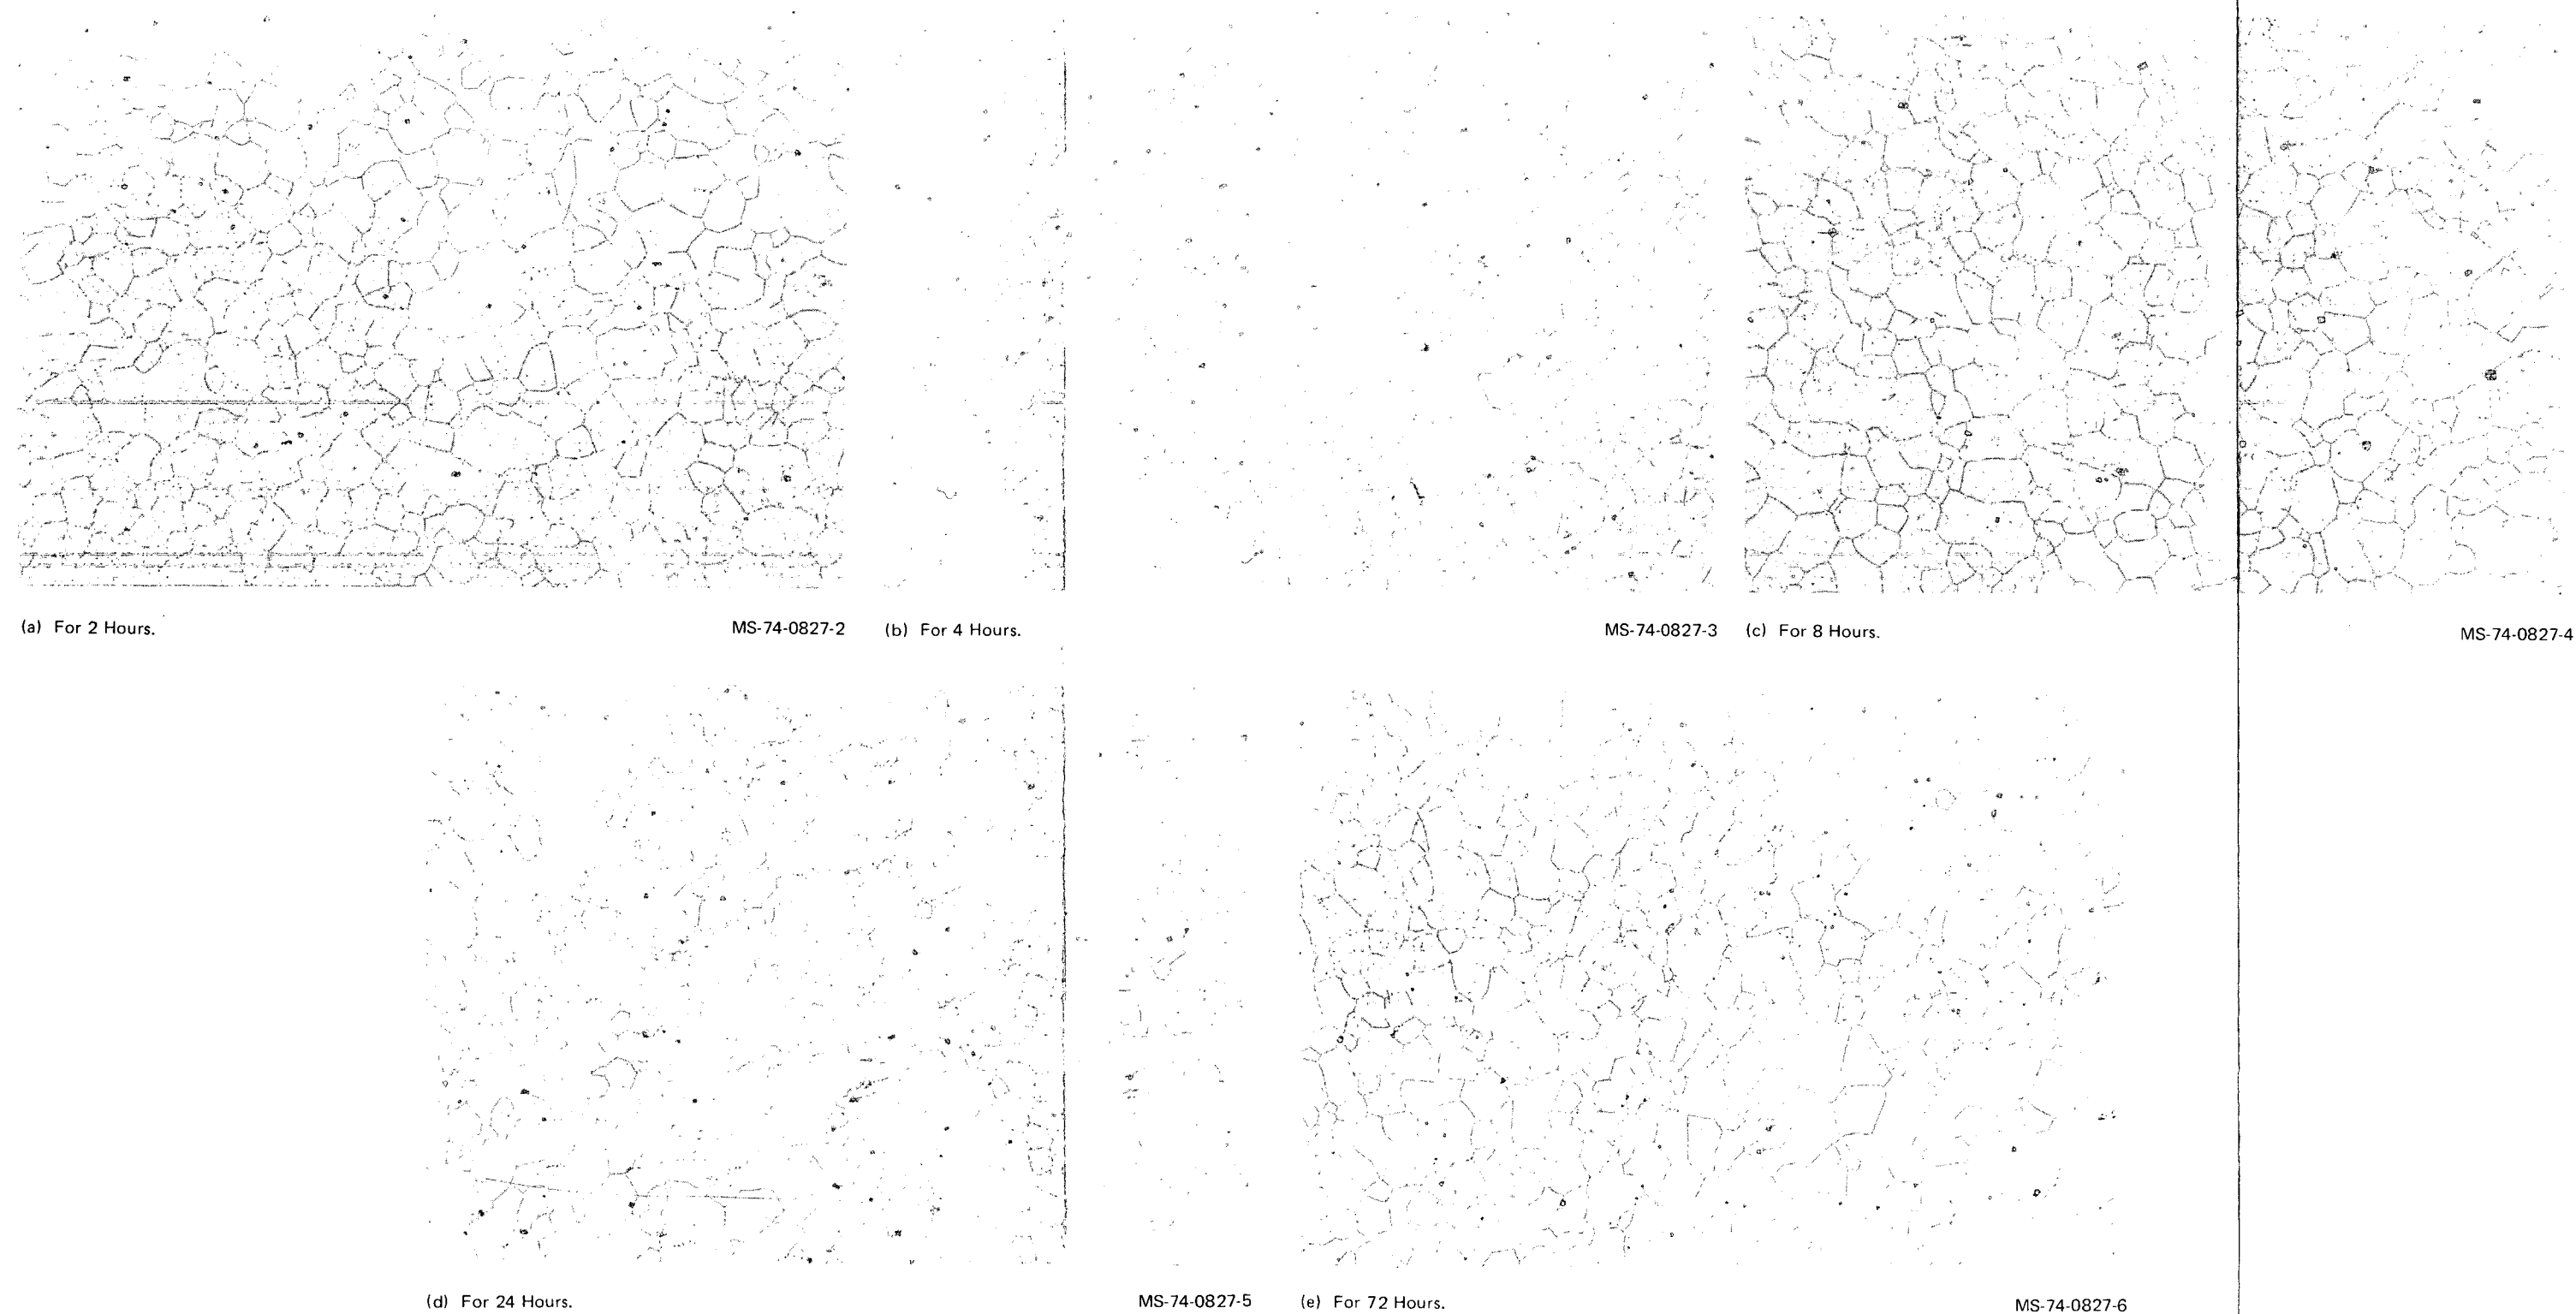 (a) For 2 Hours. MS-74-0827-2
(b) For 4 Hours. MS-74-0827-3
(c) For 8 Hours. MS-74-0827-4
(d) For 24 Hours. MS-74-0827-5
(e) For 72 Hours. MS-74-0827-6